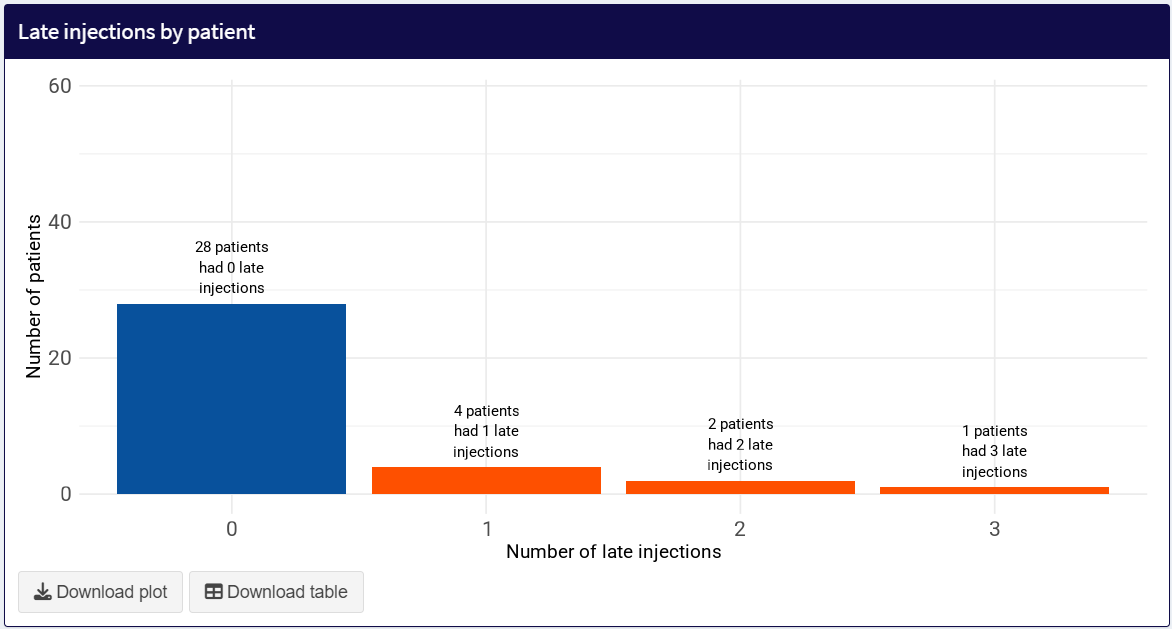 Late injections by patient
60
40
20
0
Number of patients
28 patients
had 0 late
injections
4 patients
had 1 late
injections
2 patients
had 2 late
injections
1 patients
had 3 late
injections
0
1
2
3
Number of late injections
Download plot
Download table